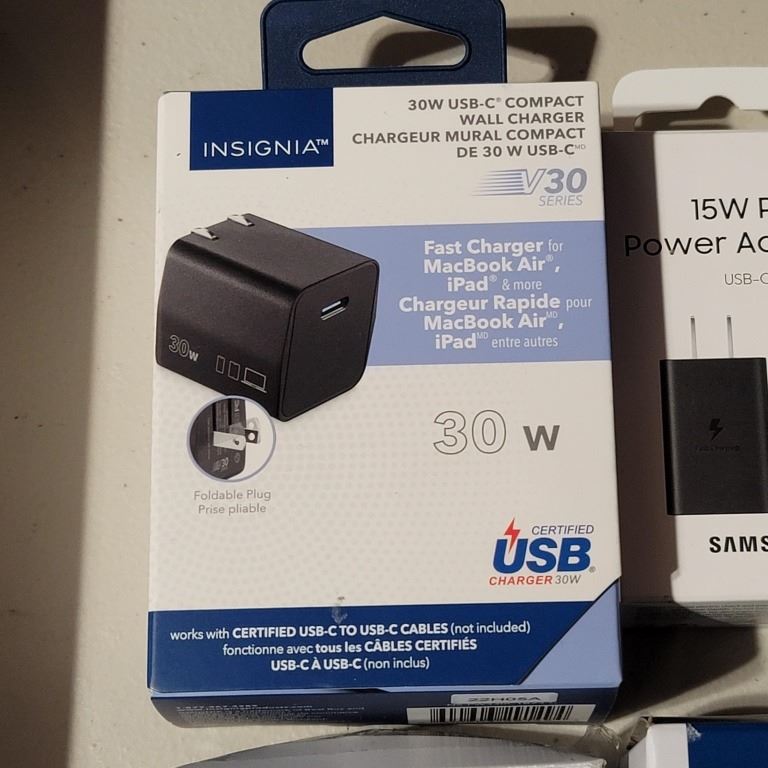 INSIGNIA™
30W USB-C® COMPACT
WALL CHARGER
CHARGEUR MURAL COMPACT
DE 30 W USB-C MD
V30
SERIES
Fast Charger for
MacBook Air®,
iPad® & more
Chargeur Rapide pour
MacBook Air MD,
iPad MD entre autres
30w
30 W
Foldable Plug
Prise pliable
CERTIFIED
USB®
CHARGER 30W
works with CERTIFIED USB-C TO USB-C CABLES (not included)
fonctionne avec tous les CÂBLES CERTIFIÉS
USB-C À USB-C (non inclus)
22H05A
15W
Power
USB-C
SAMS